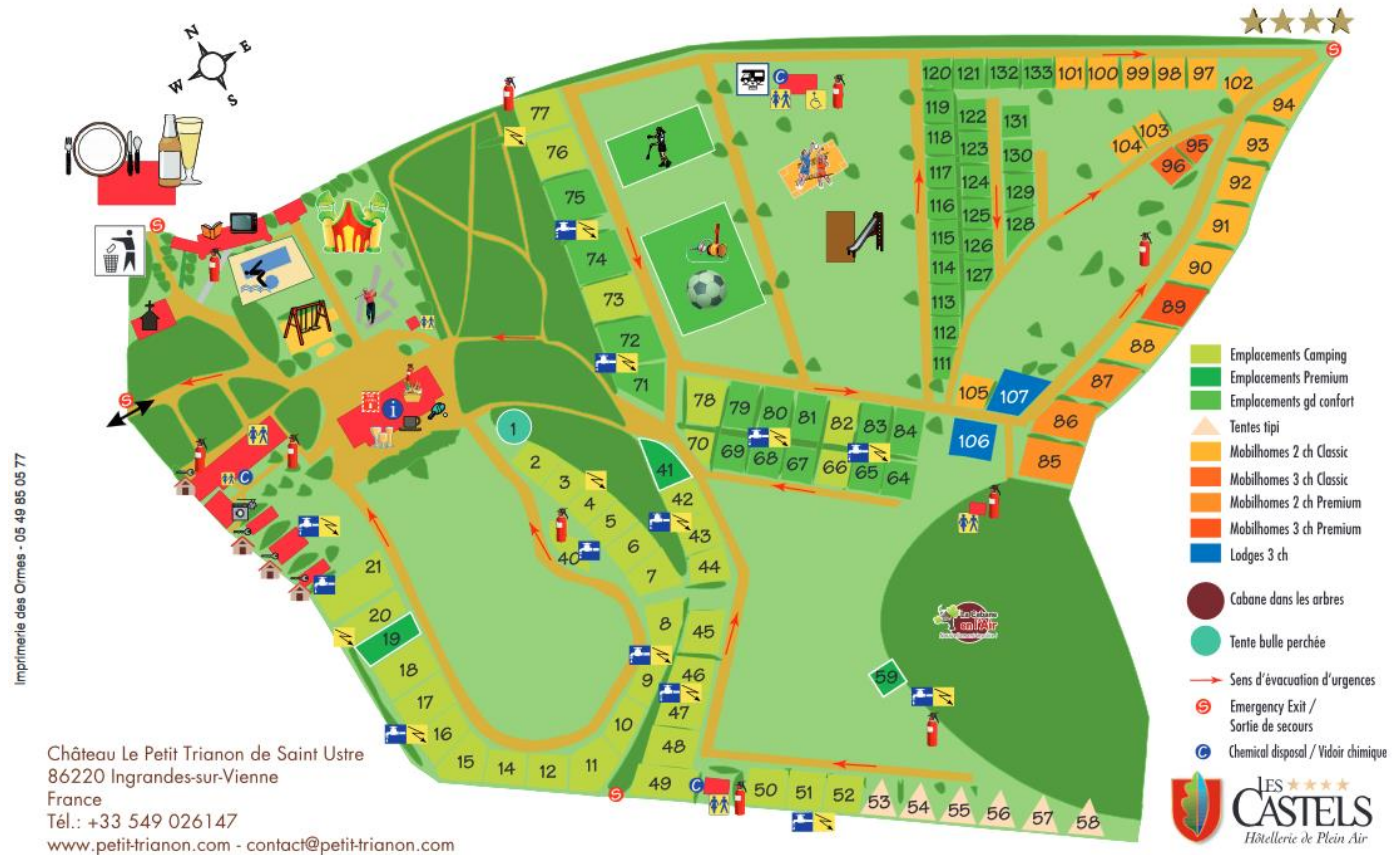 N
E
W
S
77
76
75
74
73
72
71
120 121 132 133 101 100 99 98 97
102
94
119
122
131
118
123
130
117
124
129
116
125
128
115
126
114
127
113
112
111
103
104
95
96
93
92
91
90
89
88
87
86
85
105
107
106
78 79 80 81 82 83 84
70 69 68 67 66 65 64
i
1
2
3
4
5
6
7
40
41
42
43
44
8
45
9
46
10
47
48
49
11
12
14
15
16
17
18
19
20
21
50 51 52 53 54 55 56 57 58
59
La Cabane
en l'Air
S
S
S
S
C
C
C
Emplacements Camping
Emplacements Premium
Emplacements gd confort
Tentes tipi
Mobilhomes 2 ch Classic
Mobilhomes 3 ch Classic
Mobilhomes 2 ch Premium
Mobilhomes 3 ch Premium
Lodges 3 ch
Cabane dans les arbres
Tente bulle perchée
Sens d'évacuation d'urgences
S Emergency Exit /
Sortie de secours
C Chemical disposal / Vidoir chimique
LES
CASTELS
Hôtellerie de Plein Air
Imprimerie des Ormes - 05 49 85 05 77
Château Le Petit Trianon de Saint Ustre
86220 Ingrandes-sur-Vienne
France
Tél.: +33 549 026147
www.petit-trianon.com - contact@petit-trianon.com